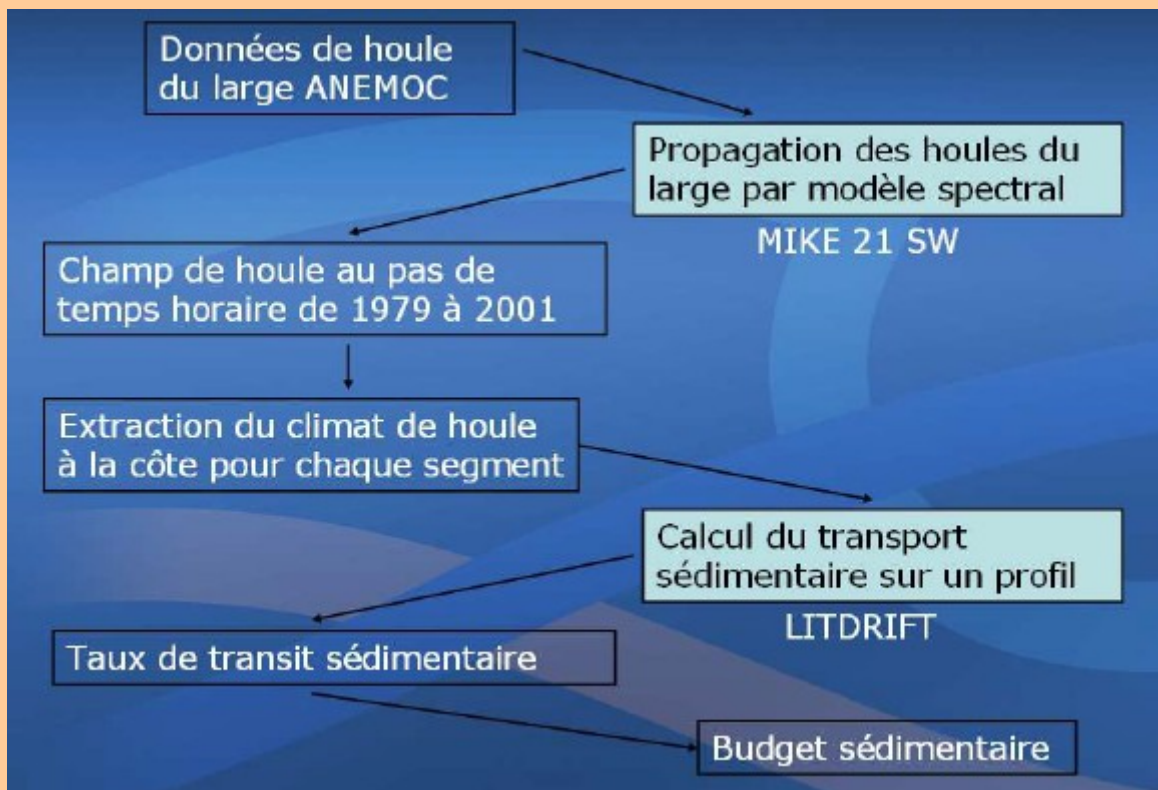 Données de houle
du large ANEMOC
Propagation des houles du
large par modèle spectral
MIKE 21 SW
Champ de houle au pas de
temps horaire de 1979 à 2001
Extraction du climat de houle
à la côte pour chaque segment
Calcul du transport
sédimentaire sur un profil
LITDRIFT
Taux de transit sédimentaire
Budget sédimentaire